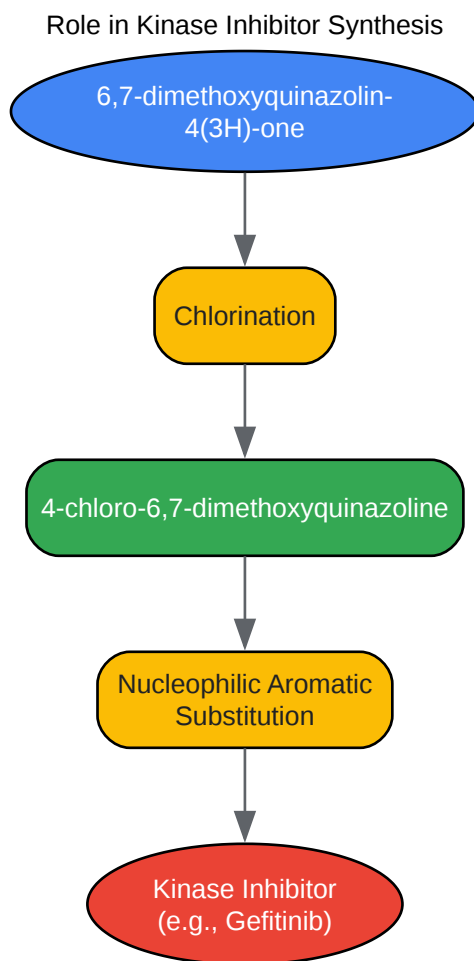 Role in Kinase Inhibitor Synthesis
6,7-dimethoxyquinazolin-
4(3H)-one
Chlorination
4-chloro-6,7-dimethoxyquinazoline
Nucleophilic Aromatic
Substitution
Kinase Inhibitor
(e.g., Gefitinib)